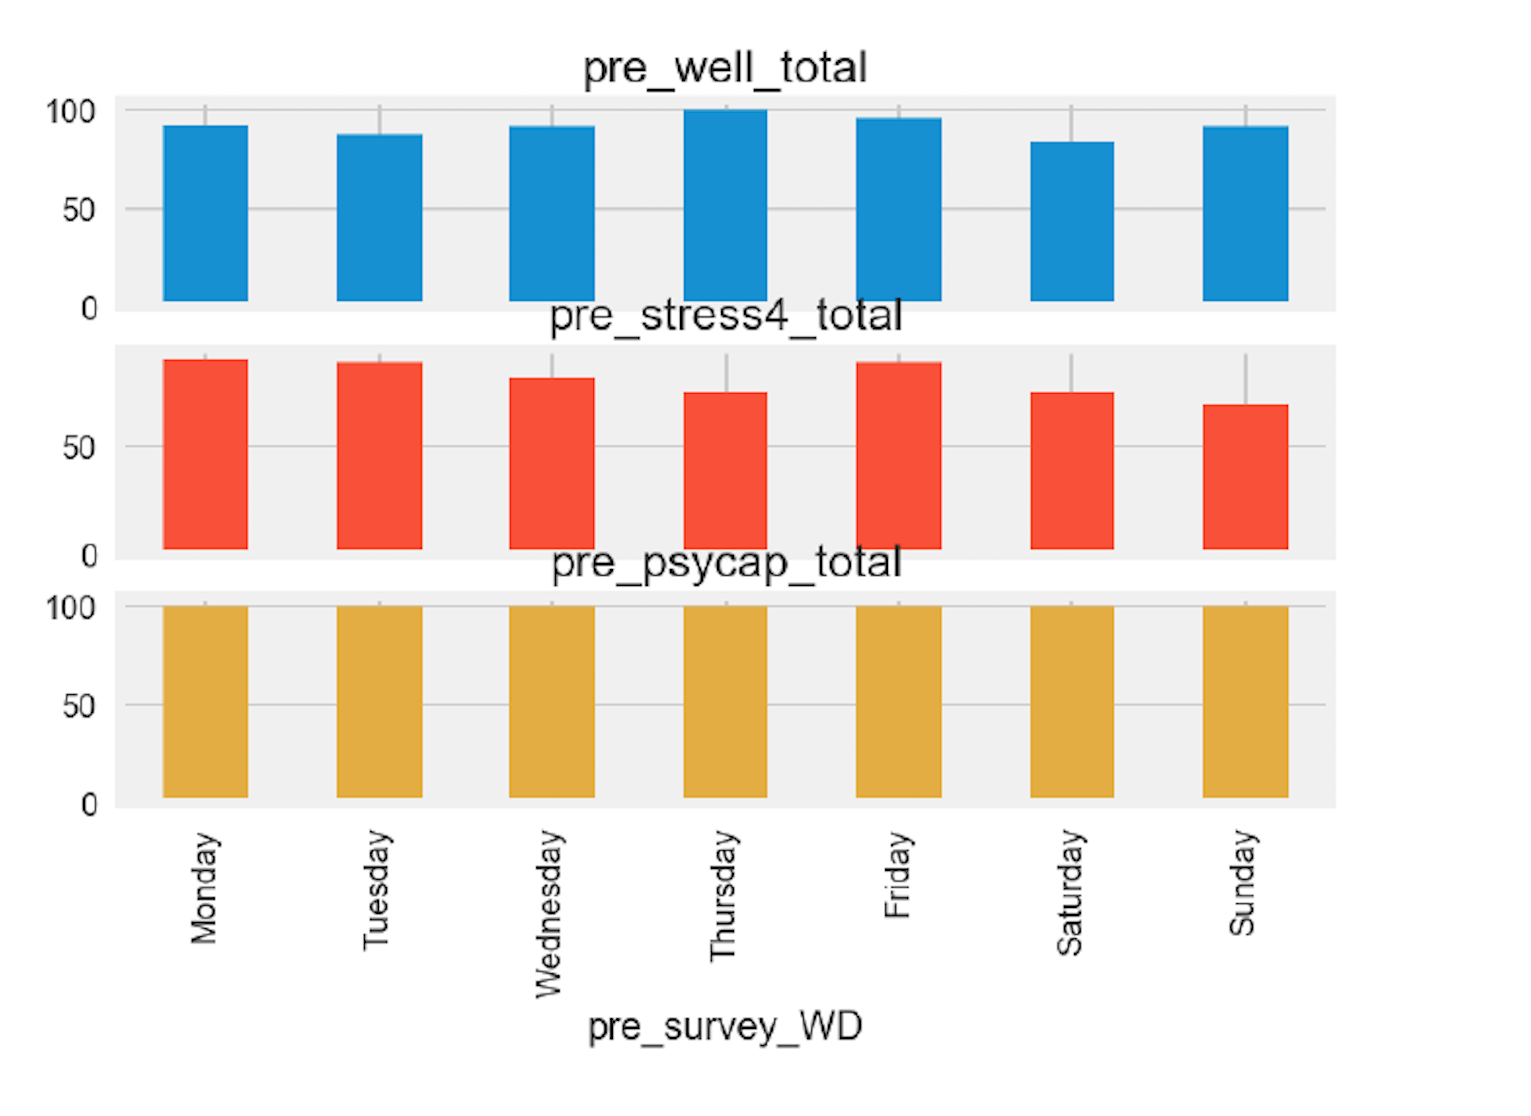 pre_well_total
100
50
0
pre_stress4_total
50
0
pre_psycap_total
100
50
0
Monday
Tuesday
Wednesday
Thursday
Friday
Saturday
Sunday
pre_survey_WD